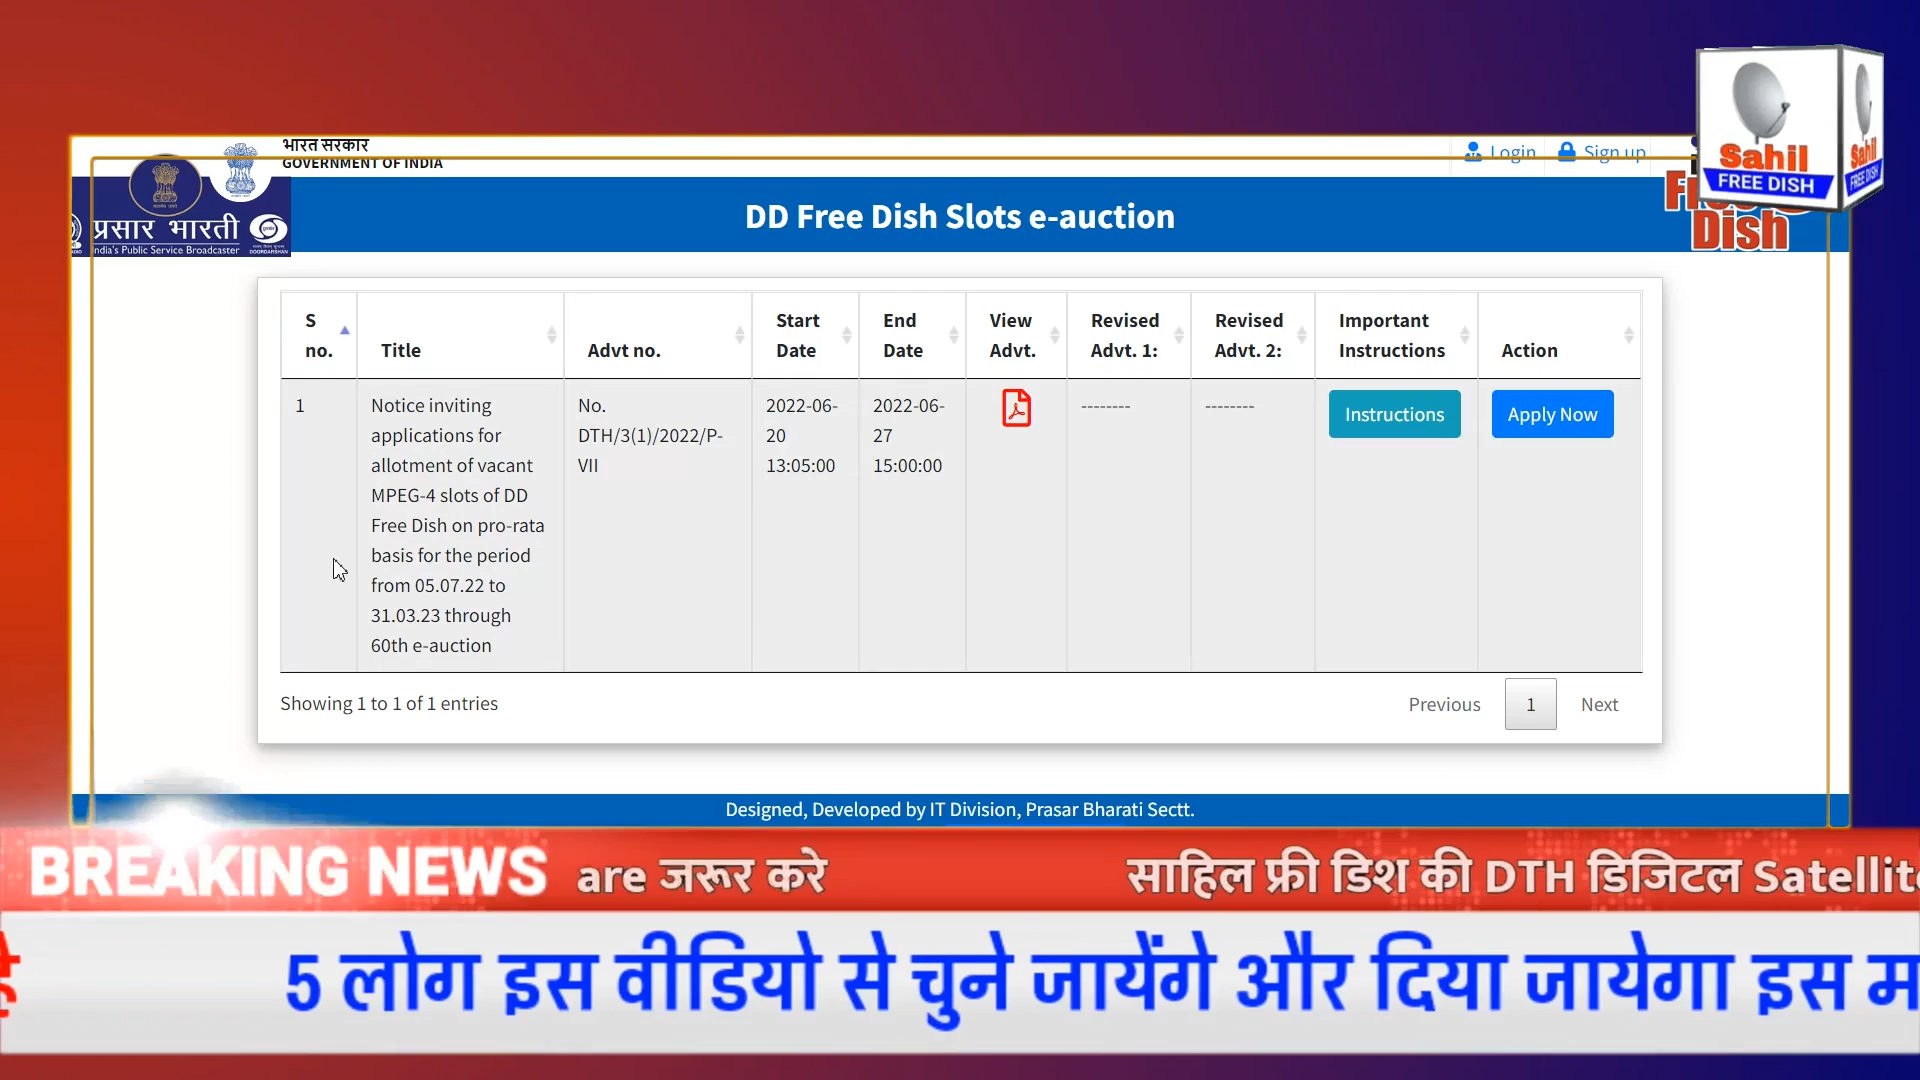 भारत सरकार
GOVERNMENT OF INDIA
Login
Sign up
Sahil
FREE DISH
Sahil
FREE DISH
Dish
प्रसार भारती
India's Public Service Broadcaster
DOORDARSHAN
DD Free Dish Slots e-auction
S no.
Title
Advt no.
Start Date
End Date
View Advt.
Revised Advt. 1:
Revised Advt. 2:
Important Instructions
Action
1
Notice inviting
applications for
allotment of vacant
MPEG-4 slots of DD
Free Dish on pro-rata
basis for the period
from 05.07.22 to
31.03.23 through
60th e-auction
No.
DTH/3(1)/2022/P-
VII
2022-06-
20
13:05:00
2022-06-
27
15:00:00
--------
--------
Instructions
Apply Now
Showing 1 to 1 of 1 entries
Previous 1 Next
Designed, Developed by IT Division, Prasar Bharati Sectt.
BREAKING NEWS
are जरूर करे साहिल फ्री डिश की DTH डिजिटल Satellite
5 लोग इस वीडियो से चुने जायेंगे और दिया जायेगा इस म